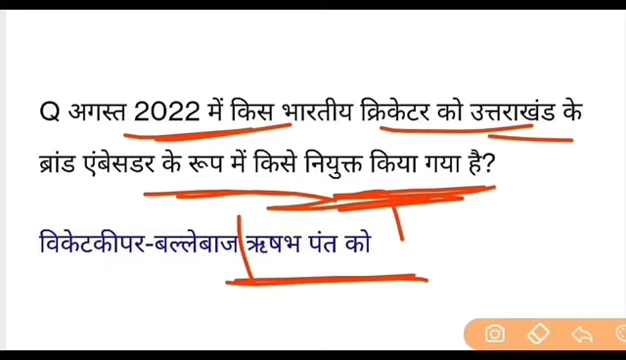 Q अगस्त 2022 में किस भारतीय क्रिकेटर को उत्तराखंड के
ब्रांड एंबेसडर के रूप में किसे नियुक्त किया गया है?
विकेटकीपर-बल्लेबाज ऋषभ पंत को